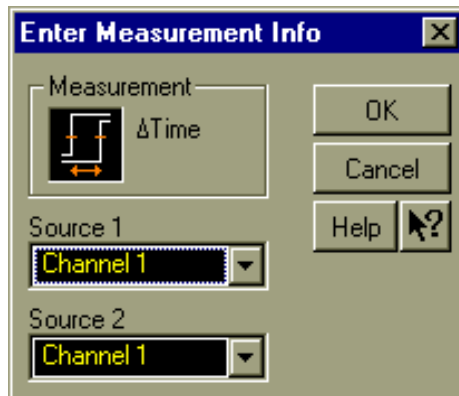 Enter Measurement Info
Measurement
ΔTime
OK
Cancel
Help
?
Source 1
Channel 1
Source 2
Channel 1